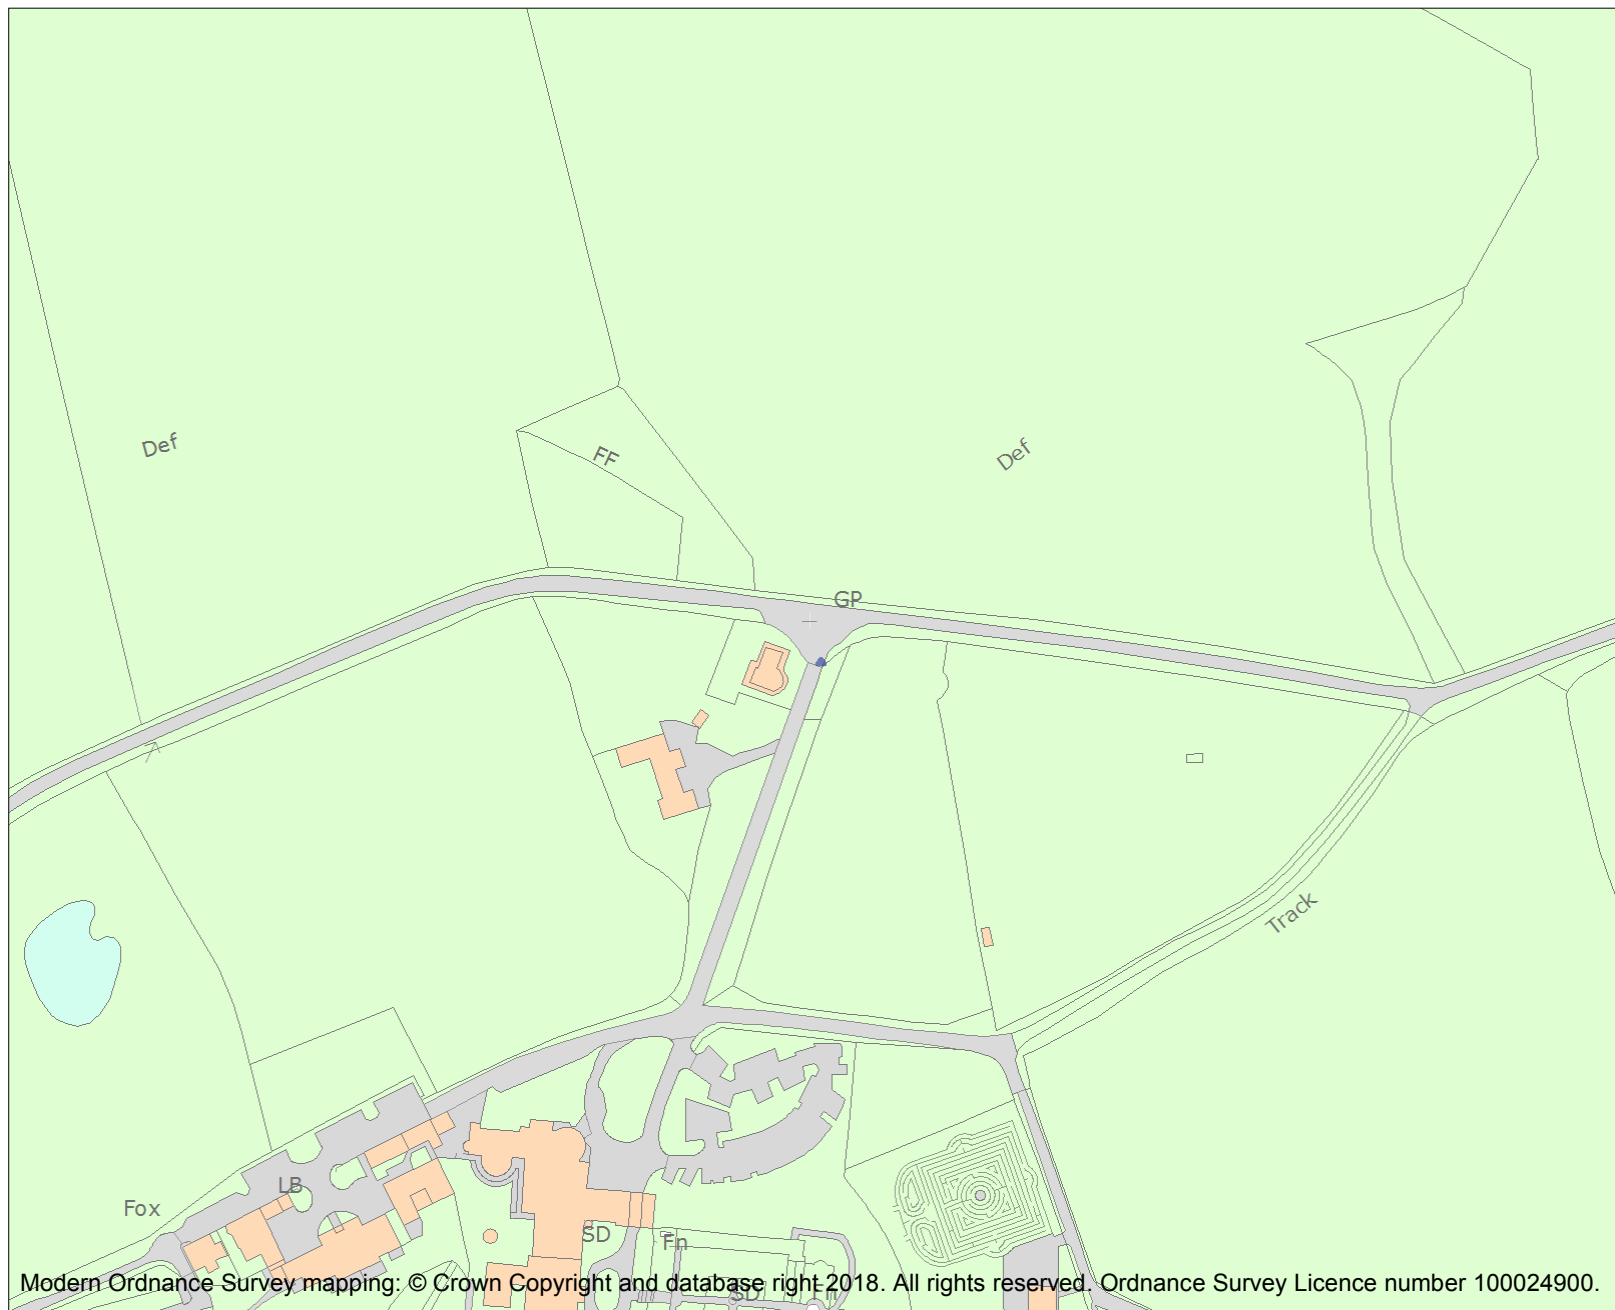 Def
FF
Def
GP
Track
LB
Fox
SD
Fn
SD
Modern Ordnance Survey mapping: © Crown Copyright and database right 2018. All rights reserved. Ordnance Survey Licence number 100024900.